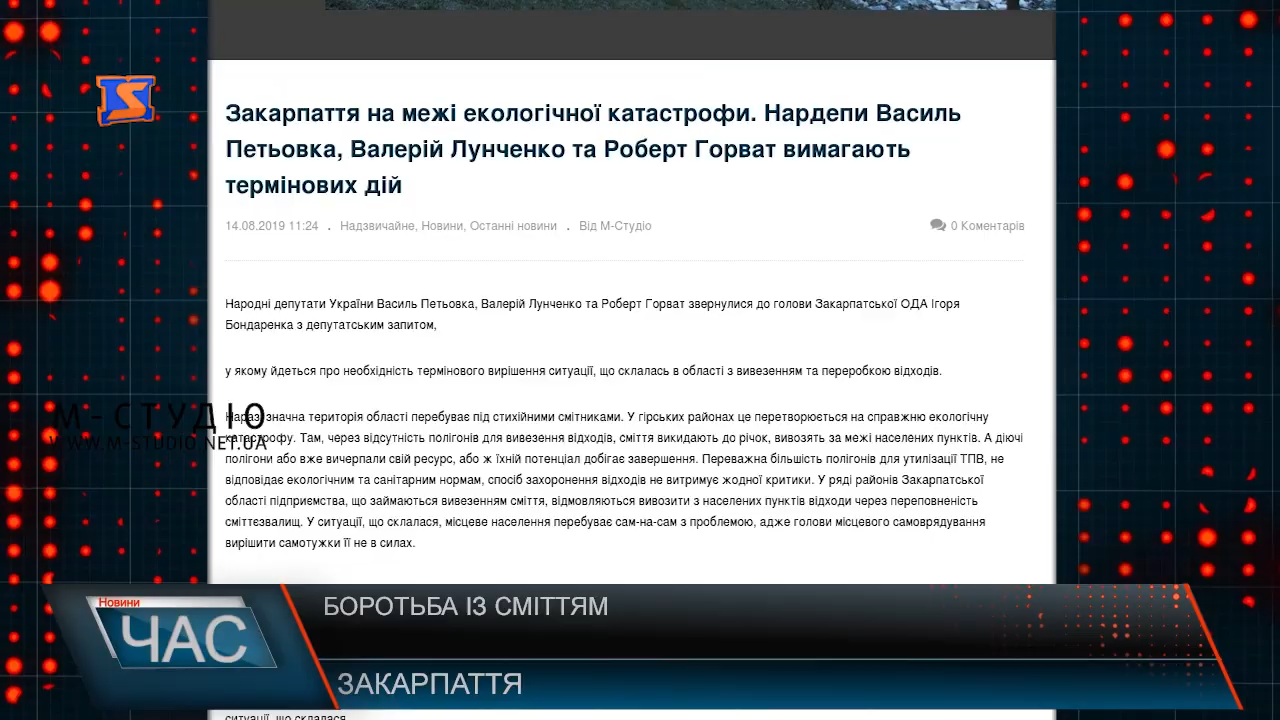 Закарпаття на межі екологічної катастрофи. Нардепи Василь
Петьовка, Валерій Лунченко та Роберт Горват вимагають
термінових дій
14.08.2019 11:24 . Надзвичайне, Новини, Останні новини . Від М-Студіо
0 Коментарів
Народні депутати України Василь Петьовка, Валерій Лунченко та Роберт Горват звернулися до голови Закарпатської ОДА Ігоря
Бондаренка з депутатським запитом,
у якому йдеться про необхідність термінового вирішення ситуації, що склалась в області з вивезенням та переробкою відходів.
М-СТУДІО
WWW.M-STUDIO.NET.UA
Наразі значна територія області перебуває під стихійними смітниками. У гірських районах це перетворюється на справжню екологічну
катастрофу. Там, через відсутність полігонів для вивезення відходів, сміття викидають до річок, вивозять за межі населених пунктів. А діючі
полігони або вже вичерпали свій ресурс, або ж їхній потенціал добігає завершення. Переважна більшість полігонів для утилізації ТПВ, не
відповідає екологічним та санітарним нормам, спосіб захоронення відходів не витримує жодної критики. У ряді районів Закарпатської
області підприємства, що займаються вивезенням сміття, відмовляються вивозити з населених пунктів відходи через переповненість
сміттєзвалищ. У ситуації, що склалася, місцеве населення перебуває сам-на-сам з проблемою, адже голови місцевого самоврядування
вирішити самотужки її не в силах.
Новини
ЧАС
БОРОТЬБА ІЗ СМІТТЯМ
ЗАКАРПАТТЯ
ситуації, що склалася